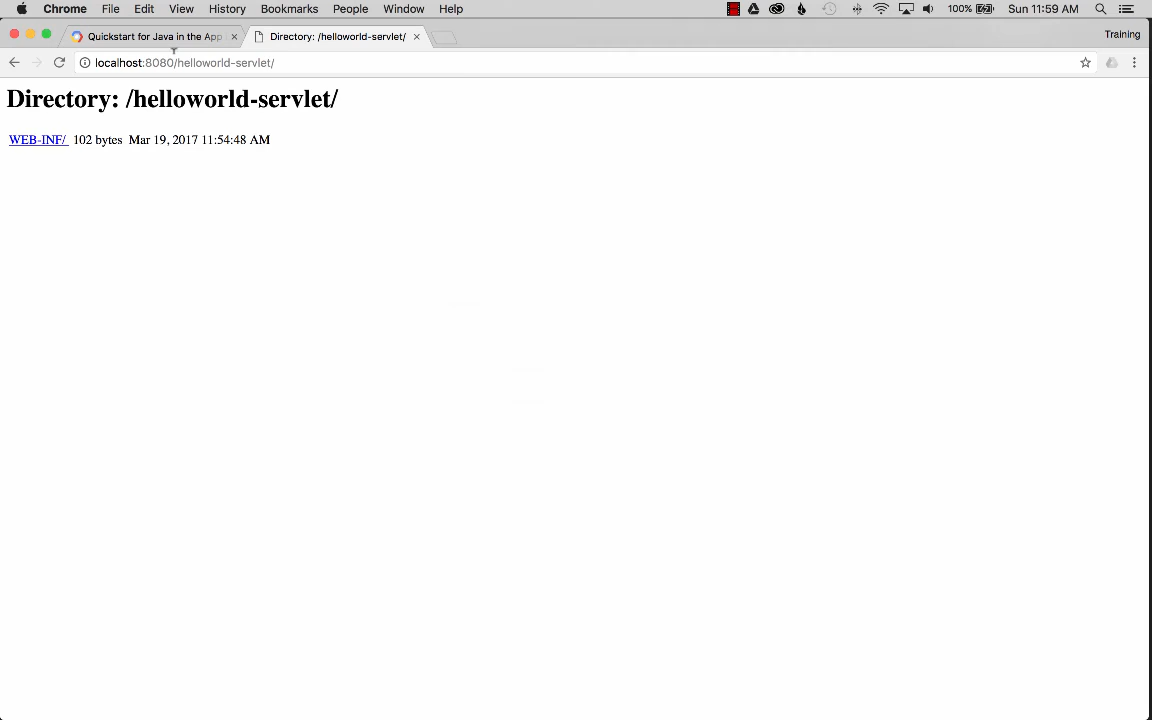 Chrome File Edit View History Bookmarks People Window Help 100% Sun 11:59 AM
Quickstart for Java in the App Directory: /helloworld-servlet/ Training
localhost:8080/helloworld-servlet/
Directory: /helloworld-servlet/
WEB-INF/ 102 bytes Mar 19, 2017 11:54:48 AM